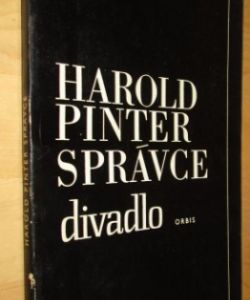 HAROLD
PINTER
SPRÁVCE
divadlo
ORBIS
HAROLD PINTER SPRÁVCE